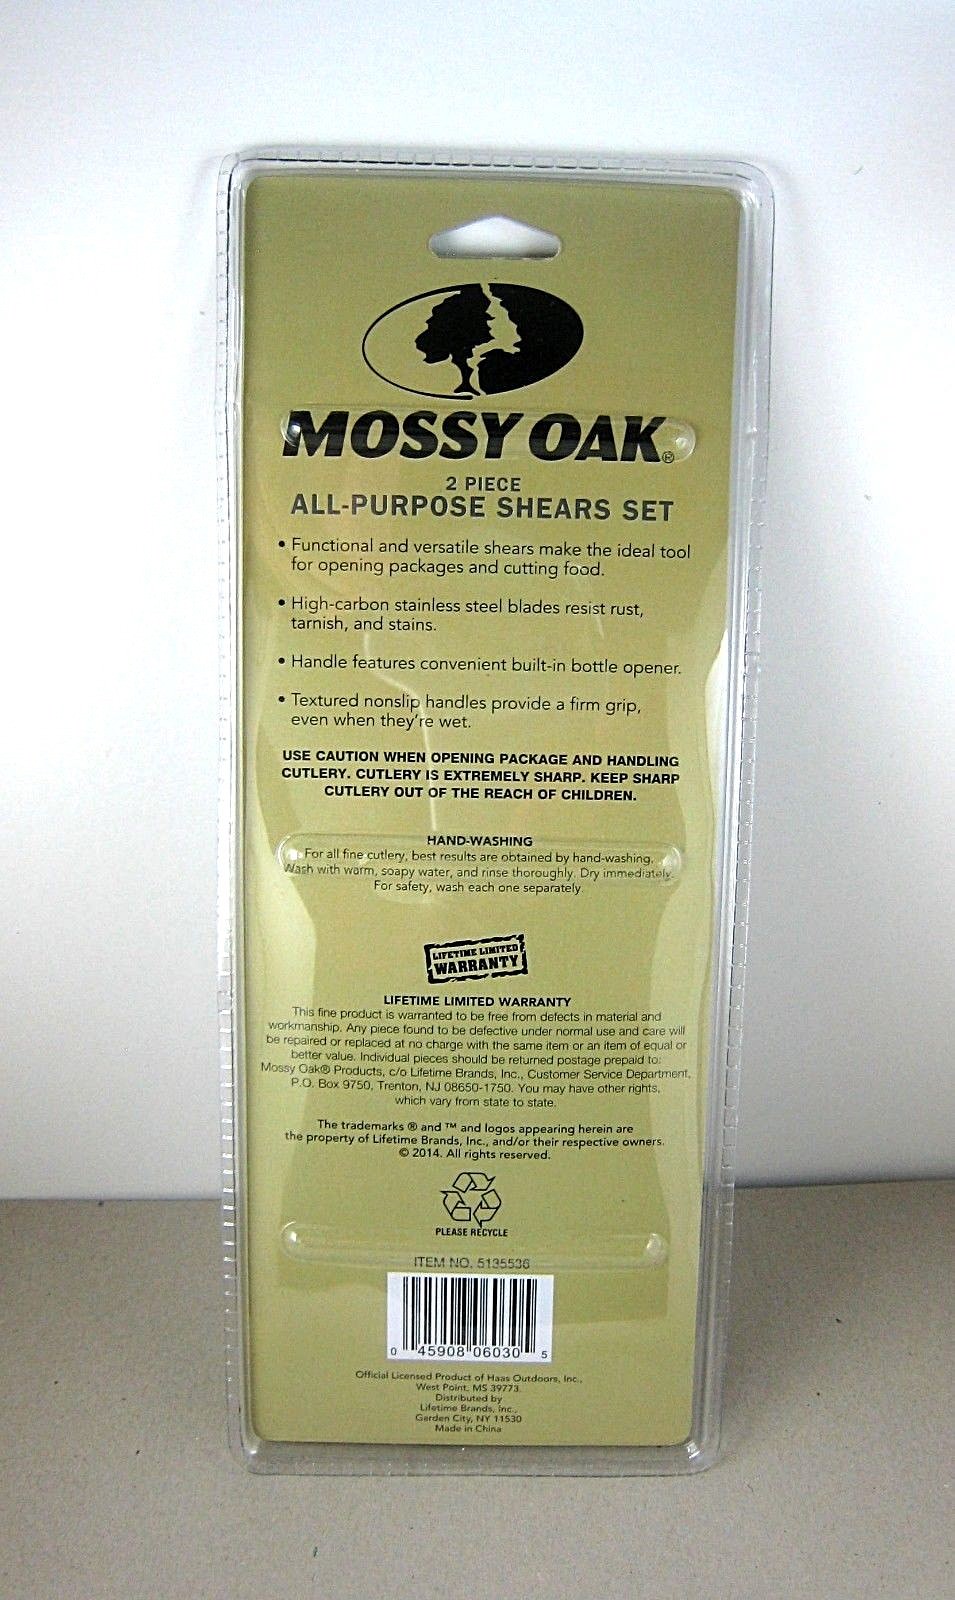 MOSSY OAK®
2 PIECE
ALL-PURPOSE SHEARS SET
• Functional and versatile shears make the ideal tool
for opening packages and cutting food.
• High-carbon stainless steel blades resist rust,
tarnish, and stains.
• Handle features convenient built-in bottle opener.
• Textured nonslip handles provide a firm grip,
even when they're wet.
USE CAUTION WHEN OPENING PACKAGE AND HANDLING
CUTLERY. CUTLERY IS EXTREMELY SHARP. KEEP SHARP
CUTLERY OUT OF THE REACH OF CHILDREN.
HAND-WASHING
For all fine cutlery, best results are obtained by hand-washing.
Wash with warm, soapy water, and rinse thoroughly. Dry immediately.
For safety, wash each one separately.
LIFETIME LIMITED
WARRANTY
LIFETIME LIMITED WARRANTY
This fine product is warranted to be free from defects in material and
workmanship. Any piece found to be defective under normal use and care will
be repaired or replaced at no charge with the same item or an item of equal or
better value. Individual pieces should be returned postage prepaid to:
Mossy Oak® Products, c/o Lifetime Brands, Inc., Customer Service Department,
P.O. Box 9750, Trenton, NJ 08650-1750. You may have other rights,
which vary from state to state.
The trademarks ® and ™ and logos appearing herein are
the property of Lifetime Brands, Inc., and/or their respective owners.
© 2014. All rights reserved.
PLEASE RECYCLE
ITEM NO. 5135536
0 45908 06030 5
Official Licensed Product of Haas Outdoors, Inc.,
West Point, MS 39773.
Distributed by
Lifetime Brands, Inc.,
Garden City, NY 11530
Made in China